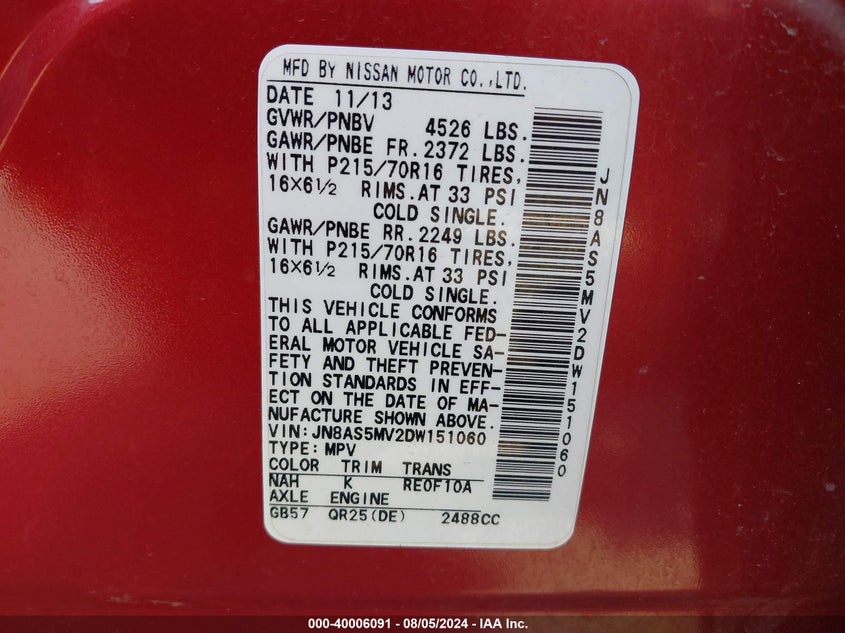 MFD BY NISSAN MOTOR CO.,LTD.
DATE 11/13
GVWR/PNBV 4526 LBS.
GAWR/PNBE FR.2372 LBS.
WITH P215/70R16 TIRES,
16×6½ RIMS.AT 33 PSI
COLD SINGLE.
GAWR/PNBE RR.2249 LBS.
WITH P215/70R16 TIRES,
16×6½ RIMS.AT 33 PSI
COLD SINGLE.
THIS VEHICLE CONFORMS
TO ALL APPLICABLE FED-
ERAL MOTOR VEHICLE SA-
FETY AND THEFT PREVEN-
TION STANDARDS IN EFF-
ECT ON THE DATE OF MA-
NUFACTURE SHOWN ABOVE.
VIN:JN8AS5MV2DW151060
TYPE:MPV
COLOR TRIM TRANS
NAH K RE0F10A
AXLE ENGINE
GB57 QR25(DE) 2488CC
JN8AS5MV2DW151060
000-40006091 - 08/05/2024 - IAA Inc.